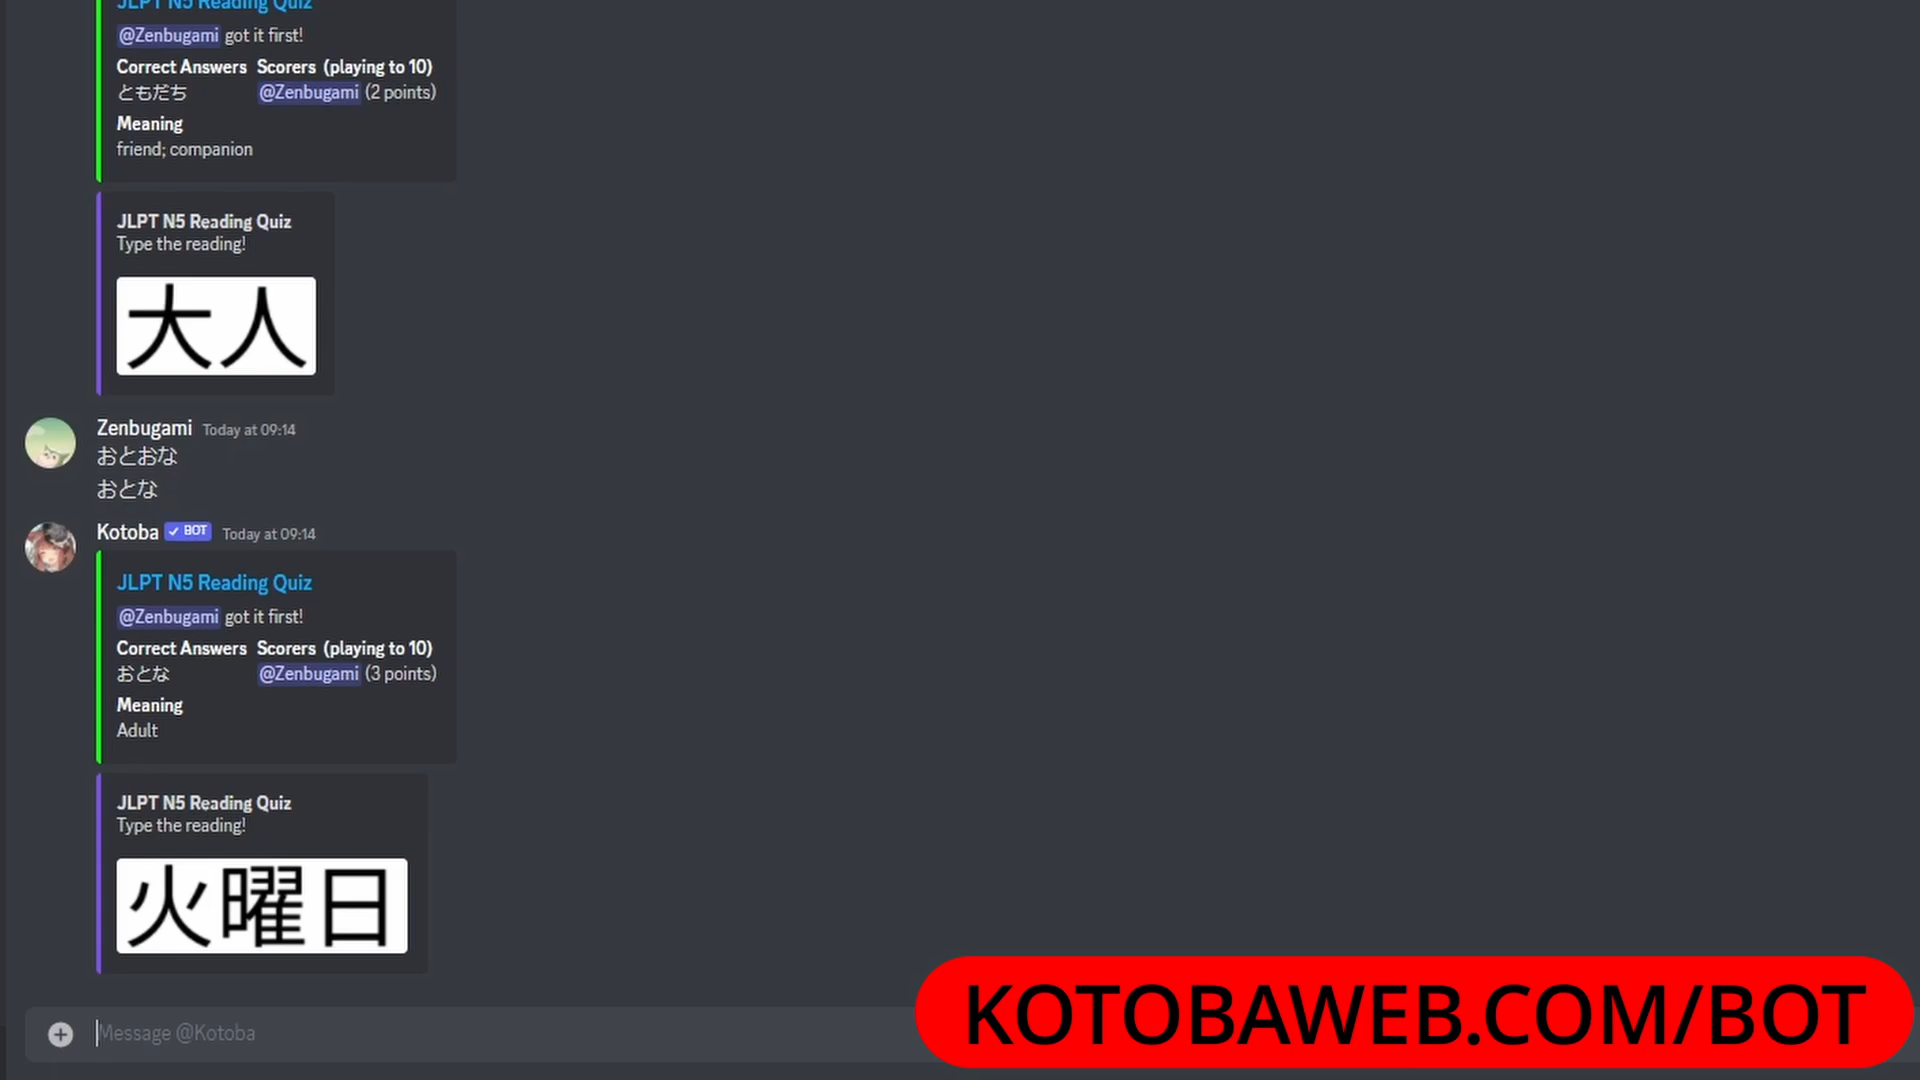 JLPT N5 Reading Quiz
@Zenbugami got it first!
Correct Answers Scorers (playing to 10)
ともだち @Zenbugami (2 points)
Meaning
friend; companion
JLPT N5 Reading Quiz
Type the reading!
大人
Zenbugami Today at 09:14
おとおな
おとな
Kotoba ✓ BOT Today at 09:14
JLPT N5 Reading Quiz
@Zenbugami got it first!
Correct Answers Scorers (playing to 10)
おとな @Zenbugami (3 points)
Meaning
Adult
JLPT N5 Reading Quiz
Type the reading!
火曜日
Message @Kotoba
KOTOBAWEB.COM/BOT